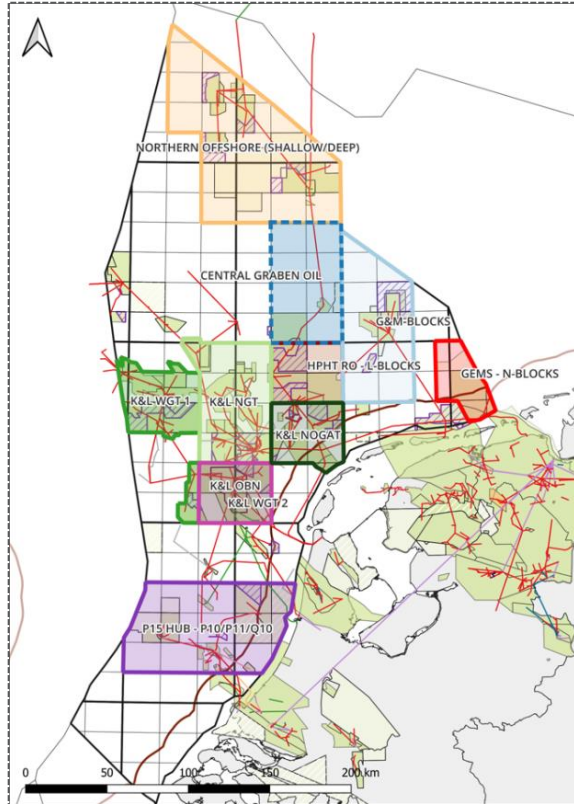 NORTHERN OFFSHORE (SHALLOW/DEEP)
CENTRAL GRABEN OIL
G&M-BLOCKS
HPHT RO - L-BLOCKS
GEMS - N-BLOCKS
K&L WGT 1
K&L NGT
K&L NOGAT
K&L OBN
K&L WGT 2
P15 HUB - P10/P11/Q10
0 50 100 150 200 km